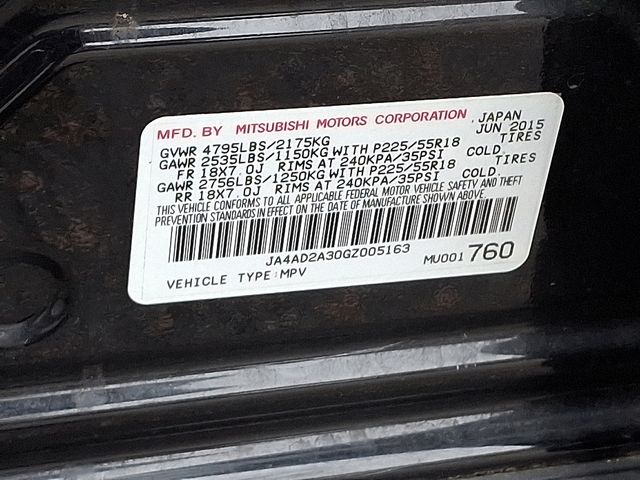 MFD. BY MITSUBISHI MOTORS CORPORATION JAPAN
GVWR 4795LBS/2175KG JUN 2015
GAWR 2535LBS/1150KG WITH P225/55R18 TIRES
FR 18X7.0J RIMS AT 240KPA/35PSI COLD.
GAWR 2756LBS/1250KG WITH P225/55R18 TIRES
RR 18X7.0J RIMS AT 240KPA/35PSI COLD.
THIS VEHICLE CONFORMS TO ALL APPLICABLE FEDERAL MOTOR VEHICLE SAFETY AND THEFT
PREVENTION STANDARDS IN EFFECT ON THE DATE OF MANUFACTURE SHOWN ABOVE.
JA4AD2A30GZ005163
VEHICLE TYPE:MPV MU001 760